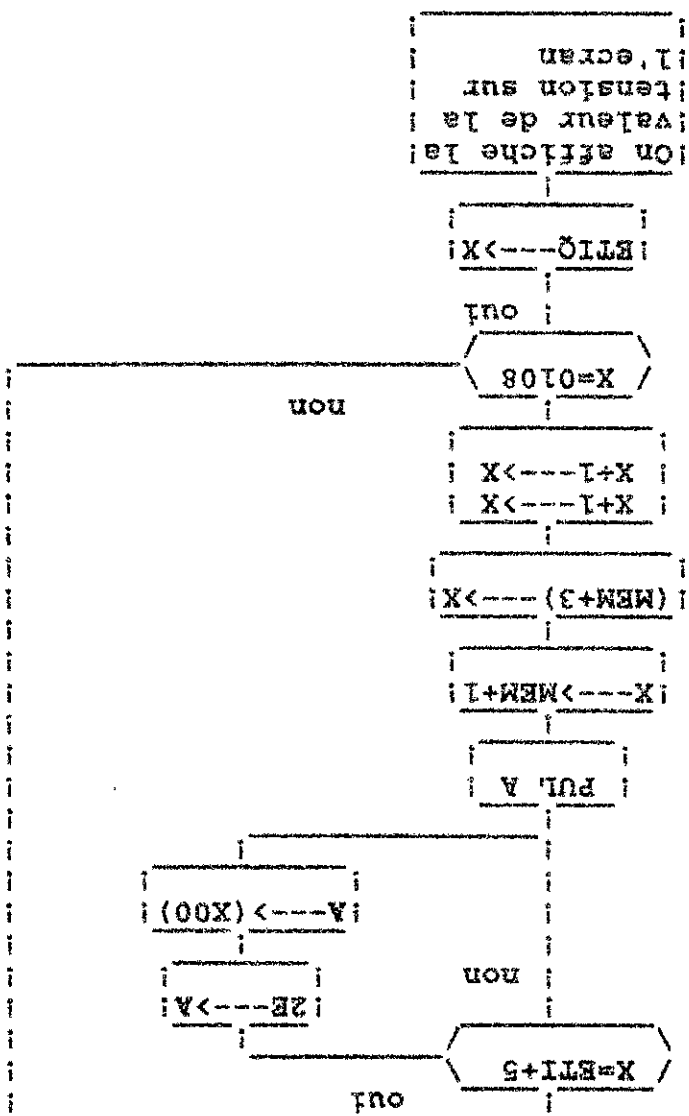 oui
X=ETI+5
non
2E--->A
A--->(X00)
PUL A
X--->MEM+1
(MEM+3)--->X
X+1--->X
X+1--->X
non
X=0108
oui
ETIQ--->X
On affiche la
valeur de la
tension sur
l'ecran